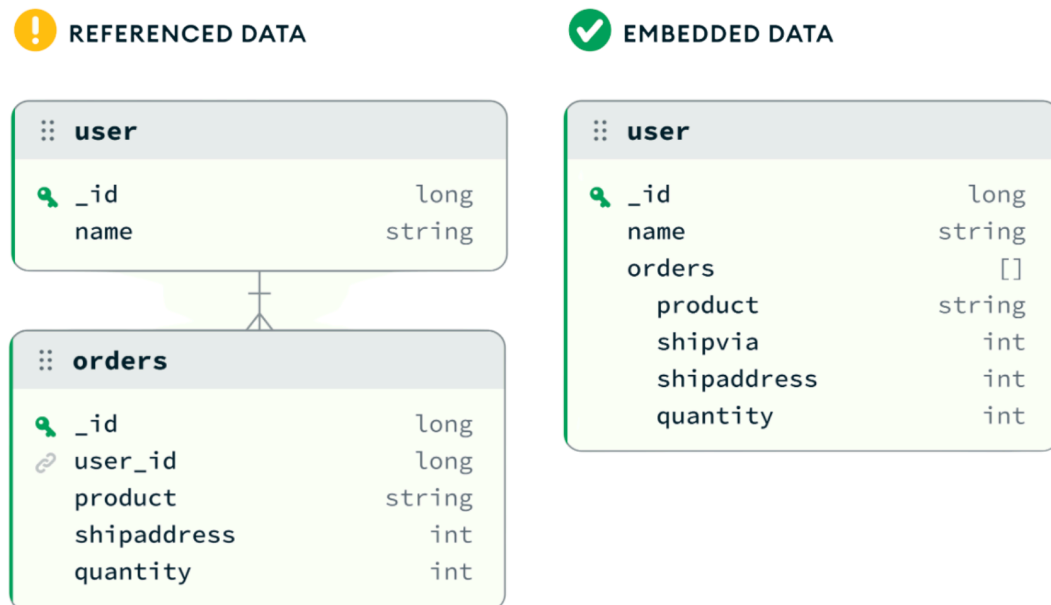 REFERENCED DATA
user
_id long
name string
orders
_id long
user_id long
product string
shipaddress int
quantity int
EMBEDDED DATA
user
_id long
name string
orders []
product string
shipvia int
shipaddress int
quantity int